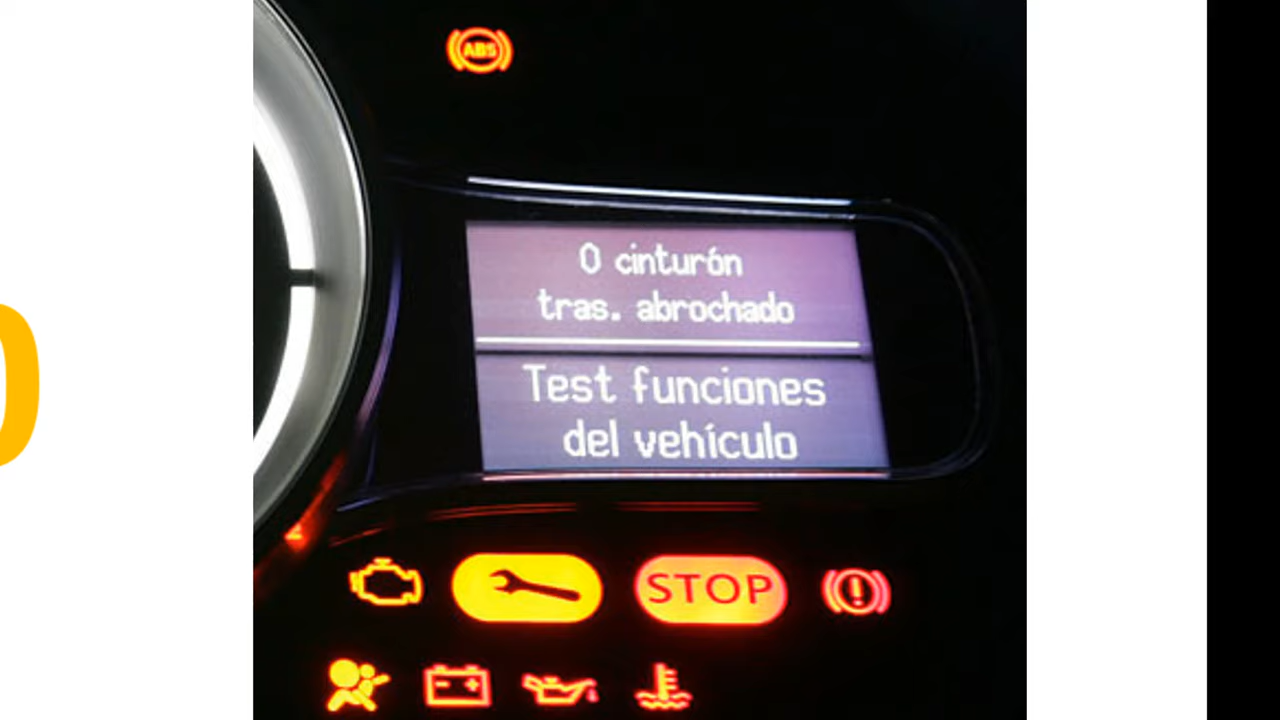 ABS
0 cinturón
tras. abrochado
Test funciones
del vehículo
STOP